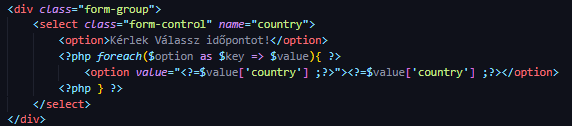 <div class="form-group">
<select class="form-control" name="country">
<option>Kérlek Válassz időpontot!</option>
<?php foreach($option as $key => $value){ ?>
<option value="<?=$value['country'] ;?>"><?=$value['country'] ;?></option>
<?php } ?>
</select>
</div>